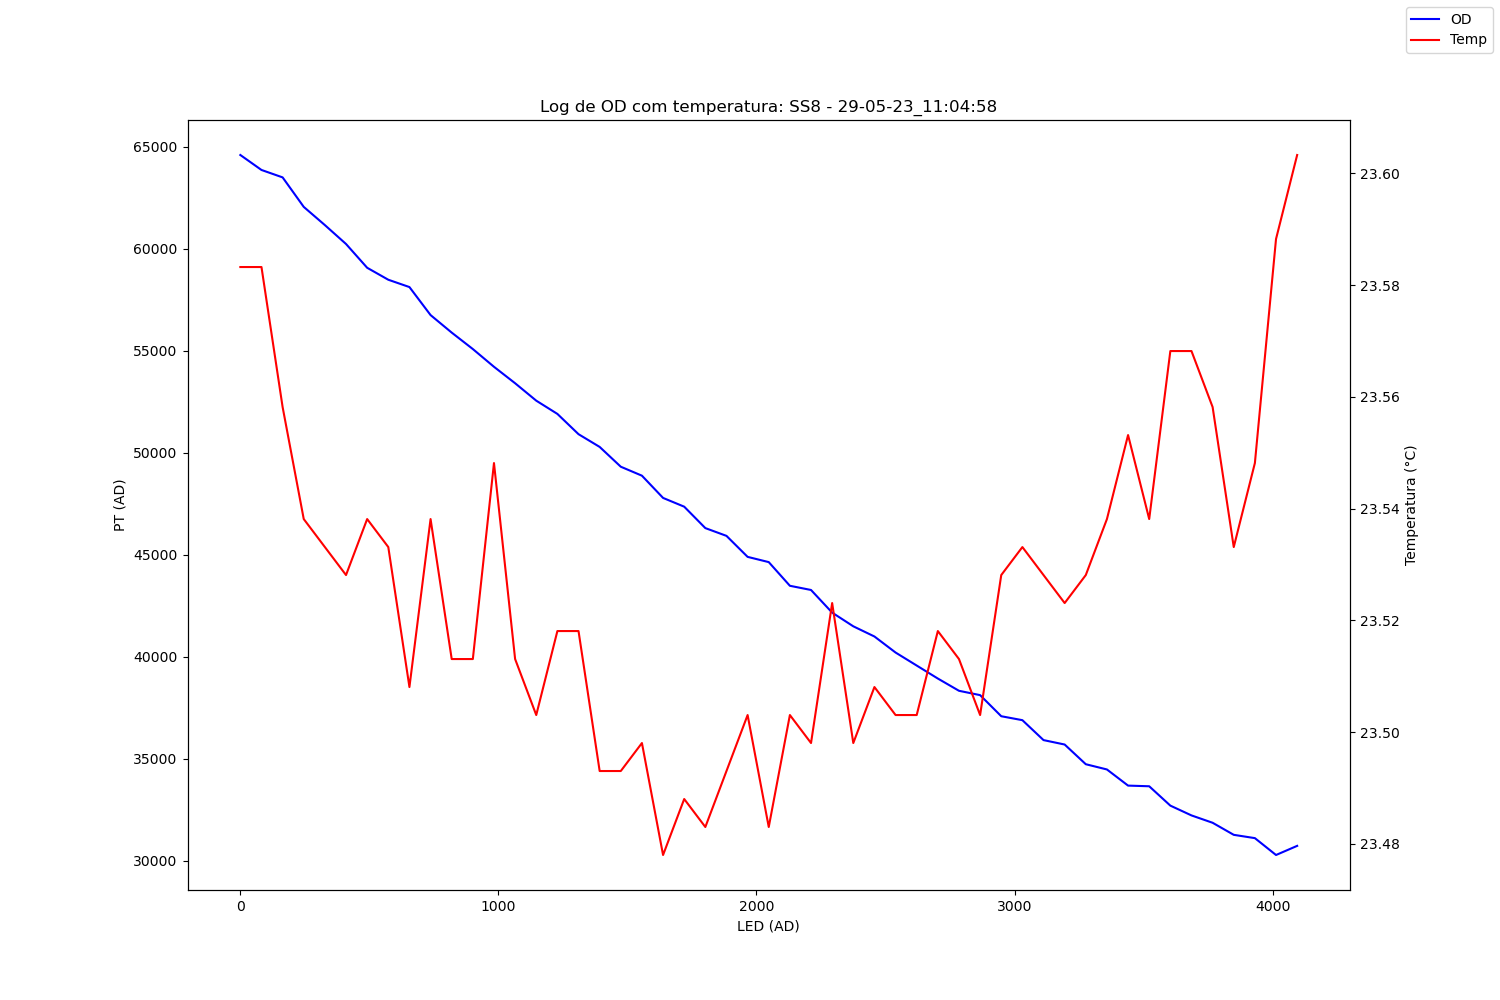 OD
Temp
Log de OD com temperatura: SS8 - 29-05-23_11:04:58
65000
60000
55000
50000
45000
40000
35000
30000
PT (AD)
23.60
23.58
23.56
23.54
23.52
23.50
23.48
Temperatura (°C)
0 1000 2000 3000 4000
LED (AD)